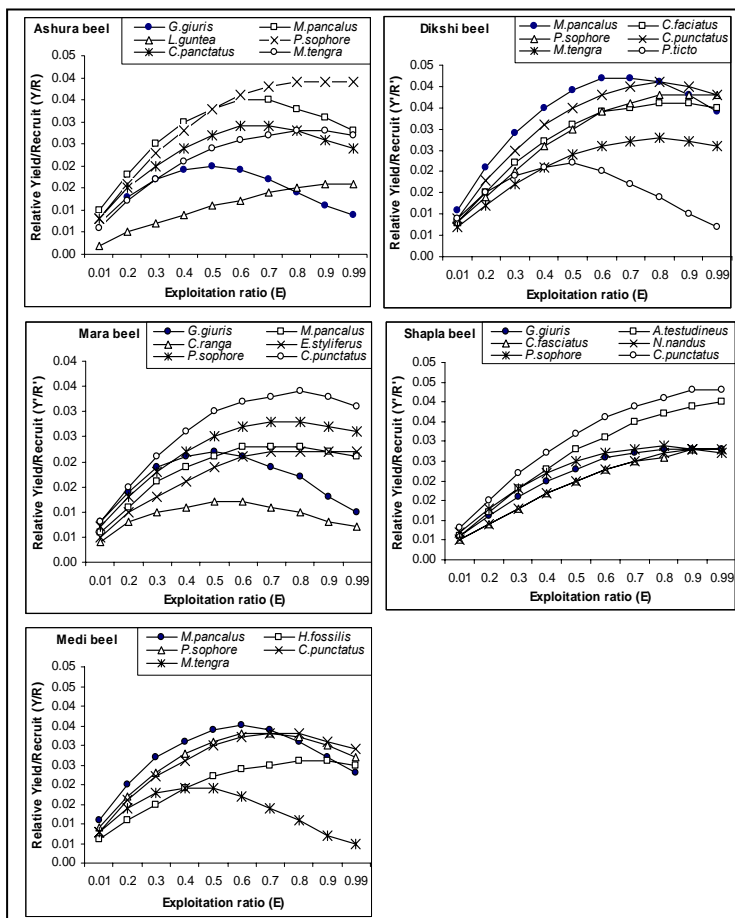 Ashura beel
G.giuris M.pancalus
L.guntea P.sophore
C.panctatus M.tengra
Relative Yield/Recruit (Y/R)
0.05
0.05
0.04
0.04
0.03
0.03
0.02
0.02
0.01
0.01
0.00
0.01 0.2 0.3 0.4 0.5 0.6 0.7 0.8 0.9 0.99
Exploitation ratio (E)
Dikshi beel
M.pancalus C.faciatus
P.sophore C.punctatus
M.tengra P.ticto
Relative Yield/Recruit (Y'/R')
0.05
0.05
0.04
0.04
0.03
0.03
0.02
0.02
0.01
0.01
0.00
0.01 0.2 0.3 0.4 0.5 0.6 0.7 0.8 0.9 0.99
Exploitation ratio (E)
Mara beel
G.giuris M.pancalus
C.ranga E.styliferus
P.sophore C.punctatus
Relative Yield/Recruit (Y'/R')
0.04
0.04
0.03
0.03
0.02
0.02
0.01
0.01
0.00
0.01 0.2 0.3 0.4 0.5 0.6 0.7 0.8 0.9 0.99
Exploitation ratio (E)
Shapla beel
G.giuris A.testudineus
C.fasciatus N.nandus
P.sophore C.punctatus
Relative Yield/Recruit (Y'/R')
0.05
0.05
0.04
0.04
0.03
0.03
0.02
0.02
0.01
0.01
0.00
0.01 0.2 0.3 0.4 0.5 0.6 0.7 0.8 0.9 0.99
Exploitation ratio (E)
Medi beel
M.pancalus H.fossilis
P.sophore C.punctatus
M.tengra
Relative Yield/Recruit (Y/R)
0.05
0.05
0.04
0.04
0.03
0.03
0.02
0.02
0.01
0.01
0.00
0.01 0.2 0.3 0.4 0.5 0.6 0.7 0.8 0.9 0.99
Exploitation ratio (E)